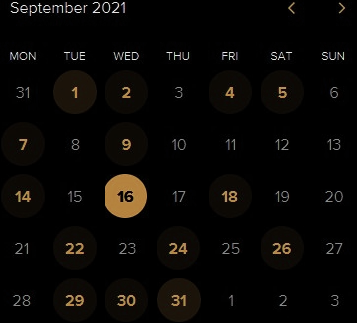 September 2021
MON TUE WED THU FRI SAT SUN
31 1 2 3 4 5 6
7 8 9 10 11 12 13
14 15 16 17 18 19 20
21 22 23 24 25 26 27
28 29 30 31 1 2 3